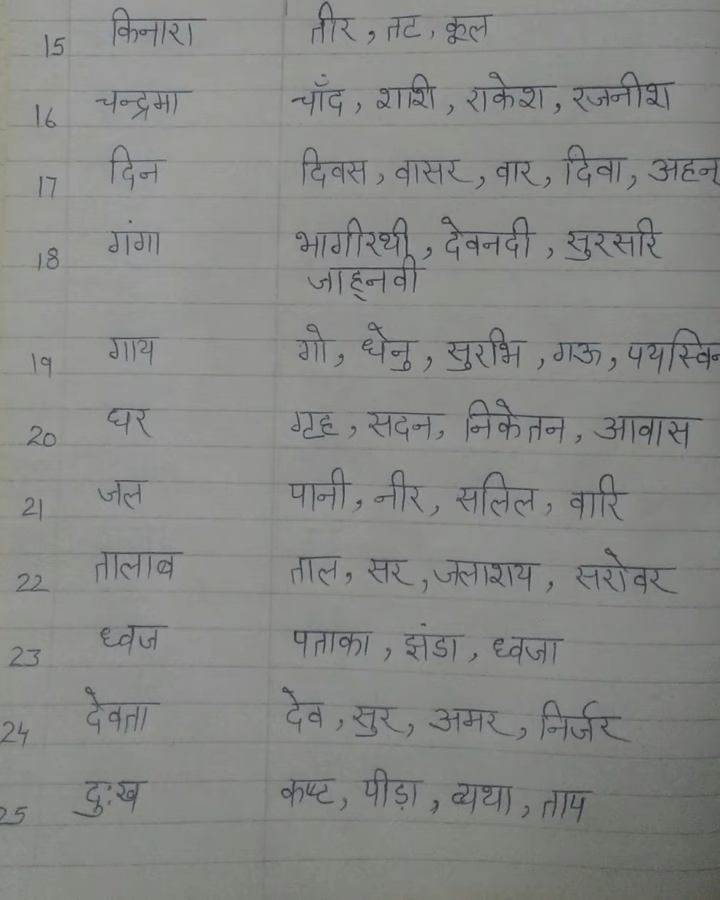 15 किनारा तीर, तट, कूल
16 चन्द्रमा चाँद, शशि, राकेश, रजनीश
17 दिन दिवस, वासर, वार, दिवा, अहन्
18 गंगा भागीरथी, देवनदी, सुरसरि
जाह्नवी
19 गाय गो, धेनु, सुरभि, गऊ, पयस्विन
20 घर गृह, सदन, निकेतन, आवास
21 जल पानी, नीर, सलिल, वारि
22 तालाब ताल, सर, जलाशय, सरोवर
23 ध्वज पताका, झंडा, ध्वजा
24 देवता देव, सुर, अमर, निर्जर
25 दुःख कष्ट, पीड़ा, व्यथा, ताप